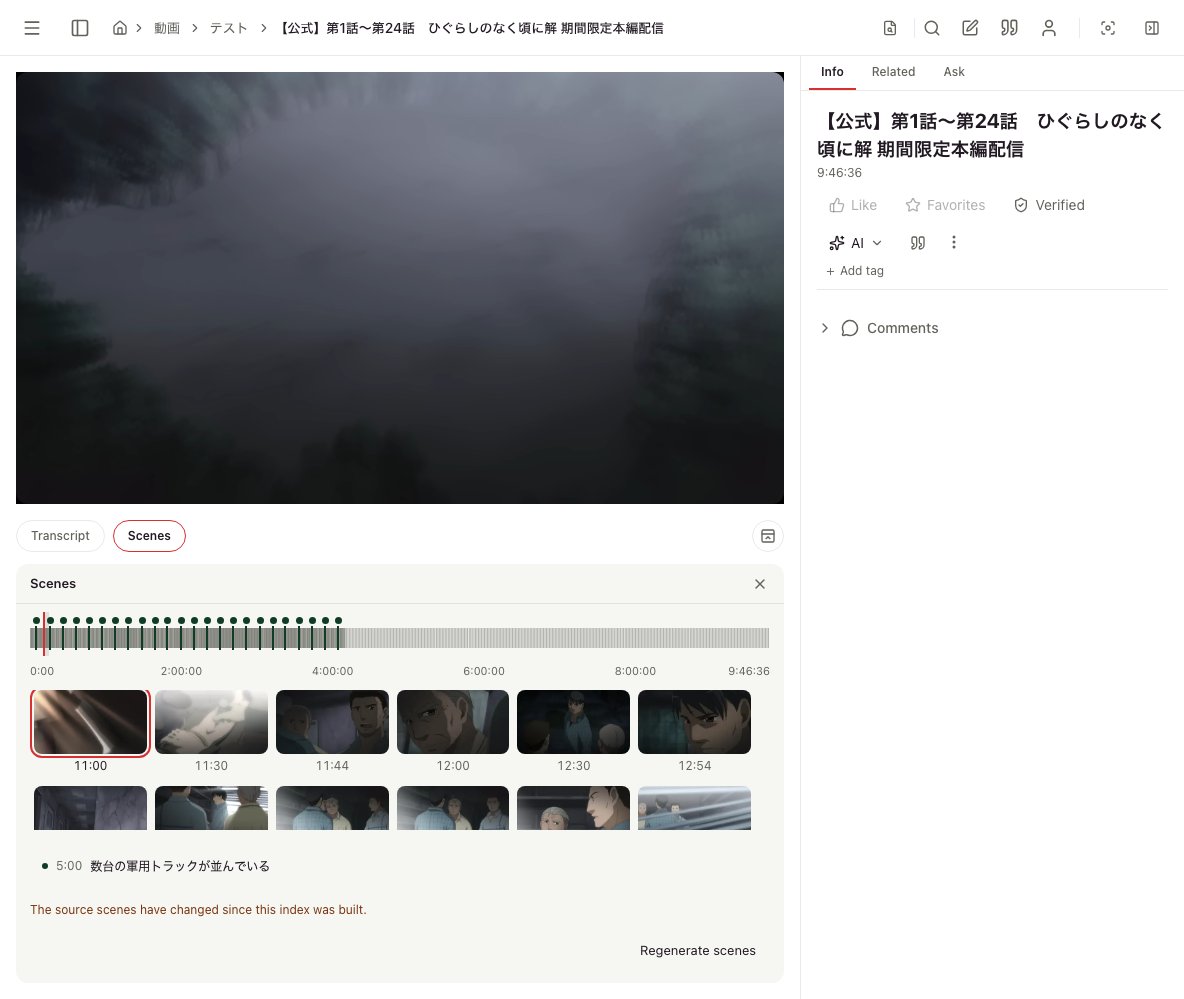 動画
テスト
【公式】第1話〜第24話　ひぐらしのなく頃に解 期間限定本編配信
Info
Related
Ask
【公式】第1話〜第24話　ひぐらしのなく
頃に解 期間限定本編配信
9:46:36
Like
Favorites
Verified
AI
+ Add tag
Comments
Transcript
Scenes
Scenes
0:00
2:00:00
4:00:00
6:00:00
8:00:00
9:46:36
11:00
11:30
11:44
12:00
12:30
12:54
5:00 数台の軍用トラックが並んでいる
The source scenes have changed since this index was built.
Regenerate scenes